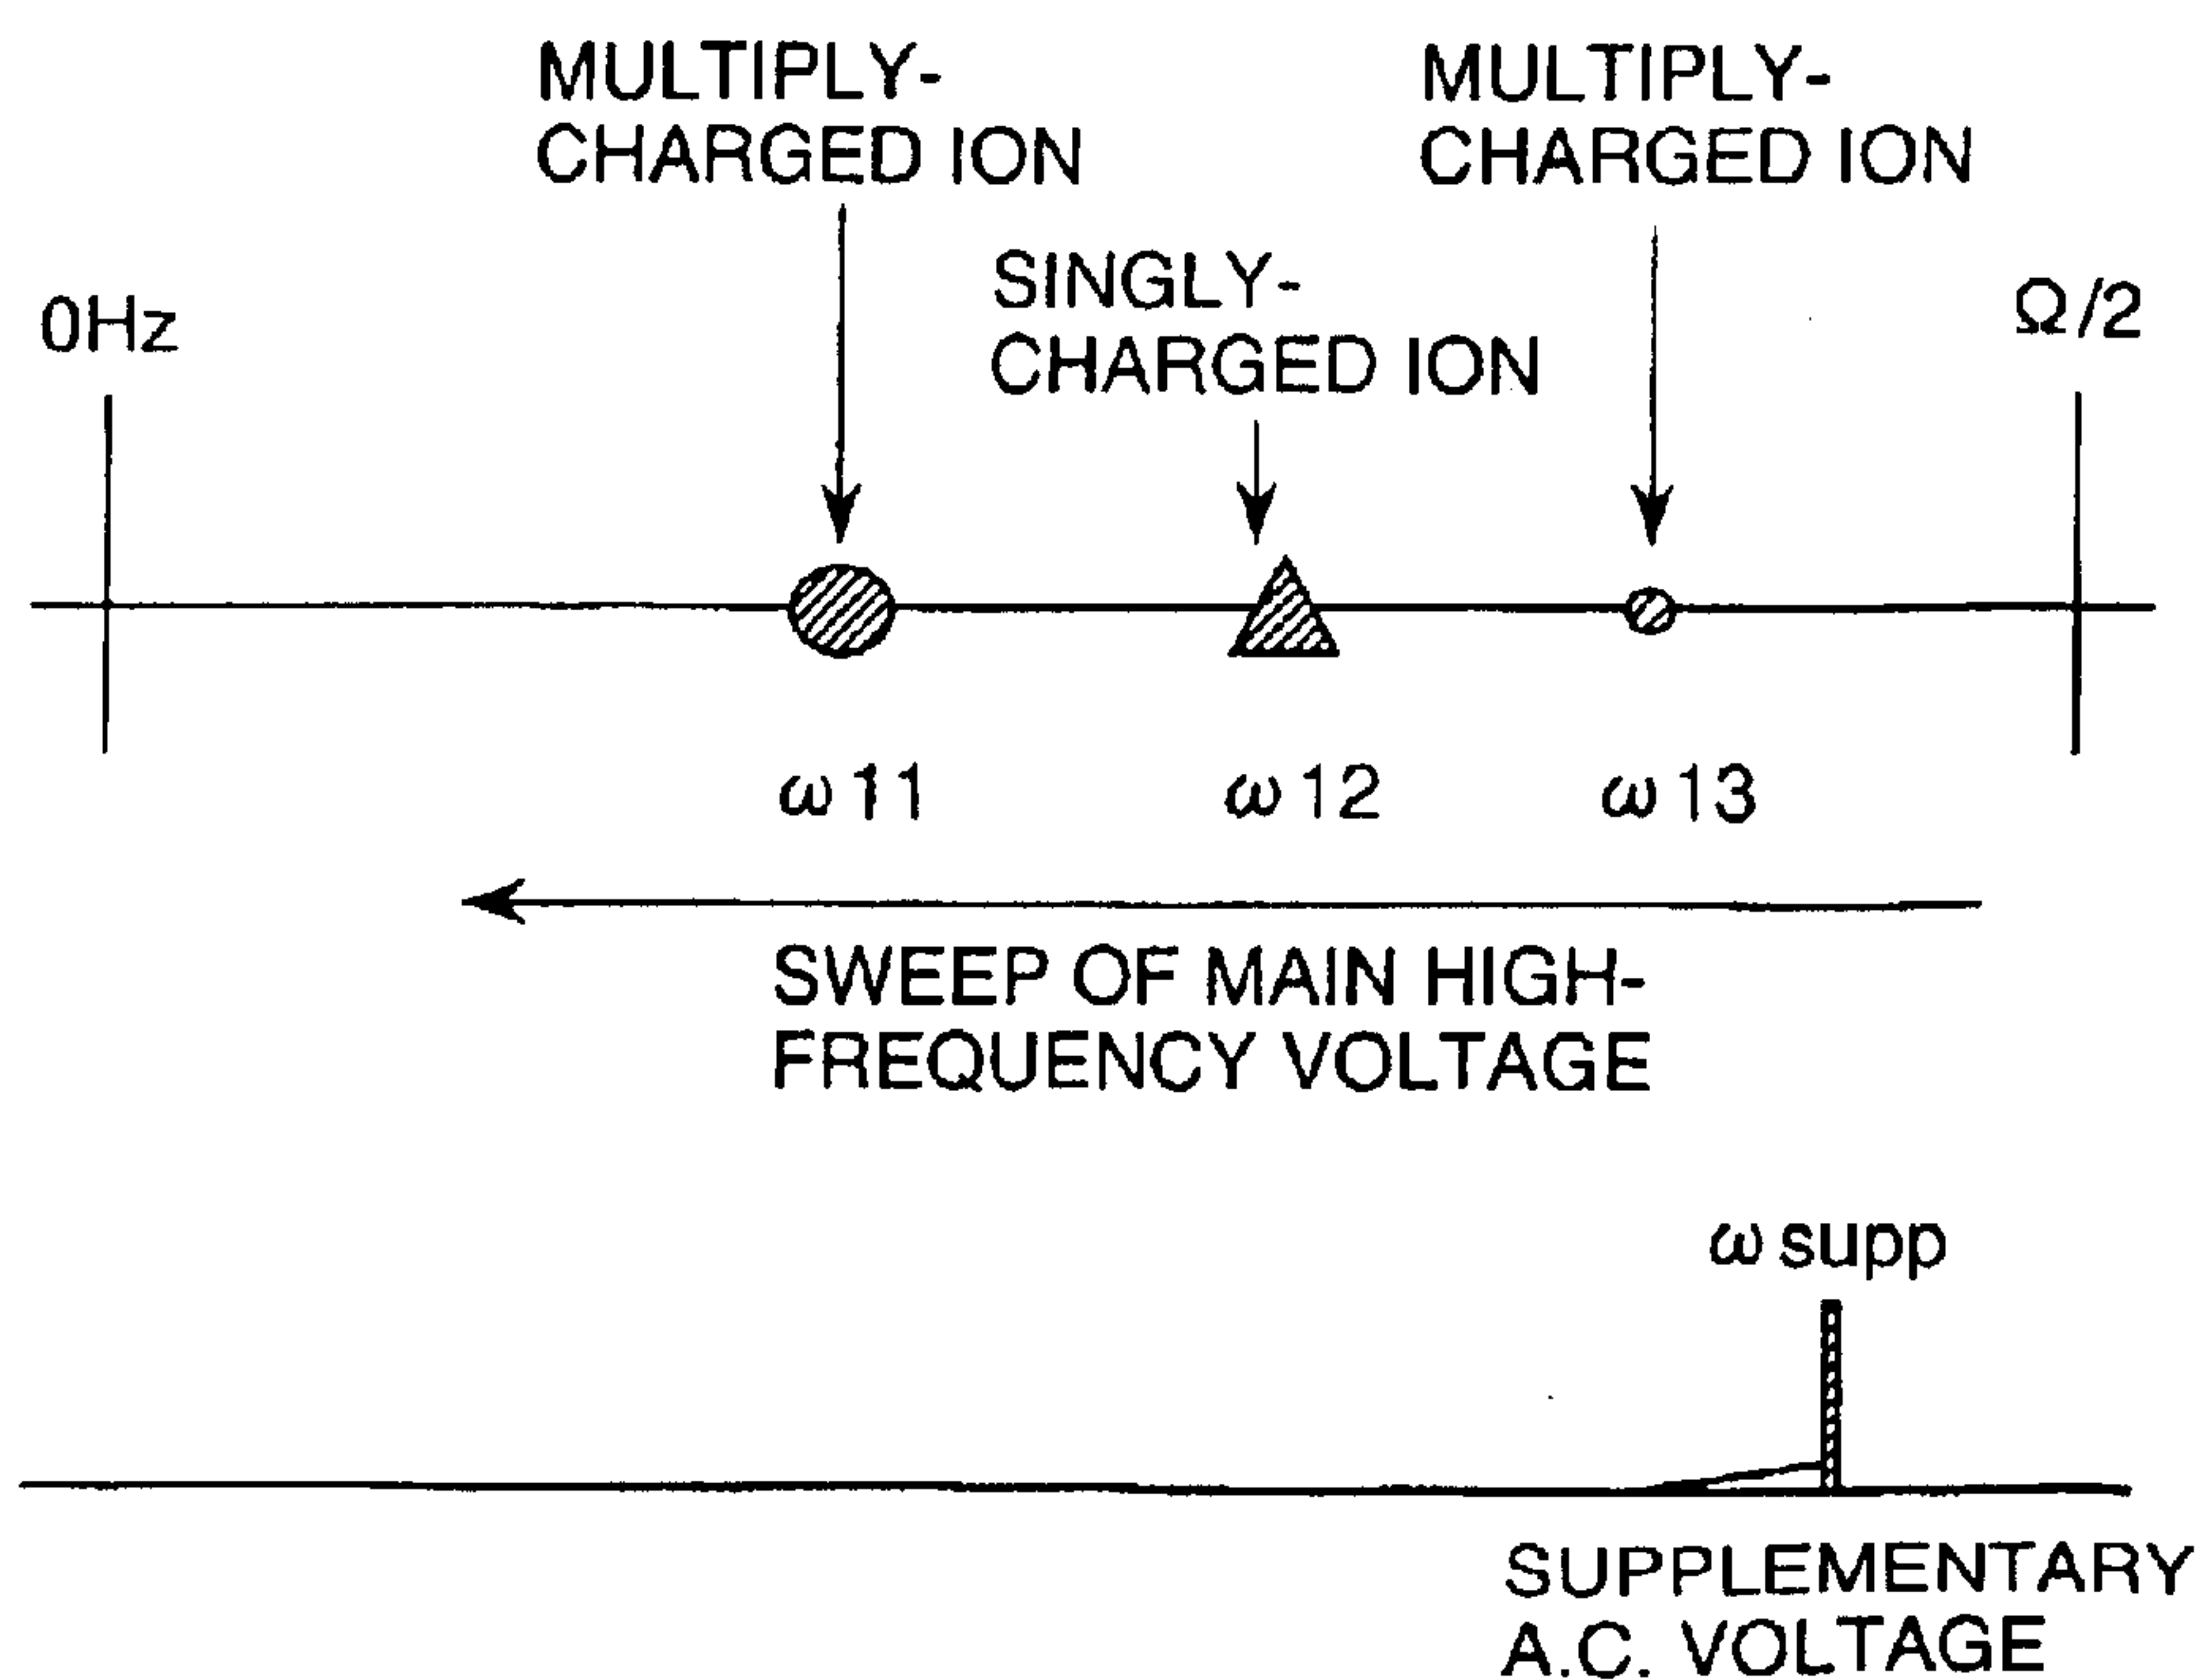 MULTIPLY-
CHARGED ION
MULTIPLY-
CHARGED ION
SINGLY-
CHARGED ION
0Hz
Ω/2
ω11
ω12
ω13
SWEEP OF MAIN HIGH-
FREQUENCY VOLTAGE
ω supp
SUPPLEMENTARY
A.C. VOLTAGE